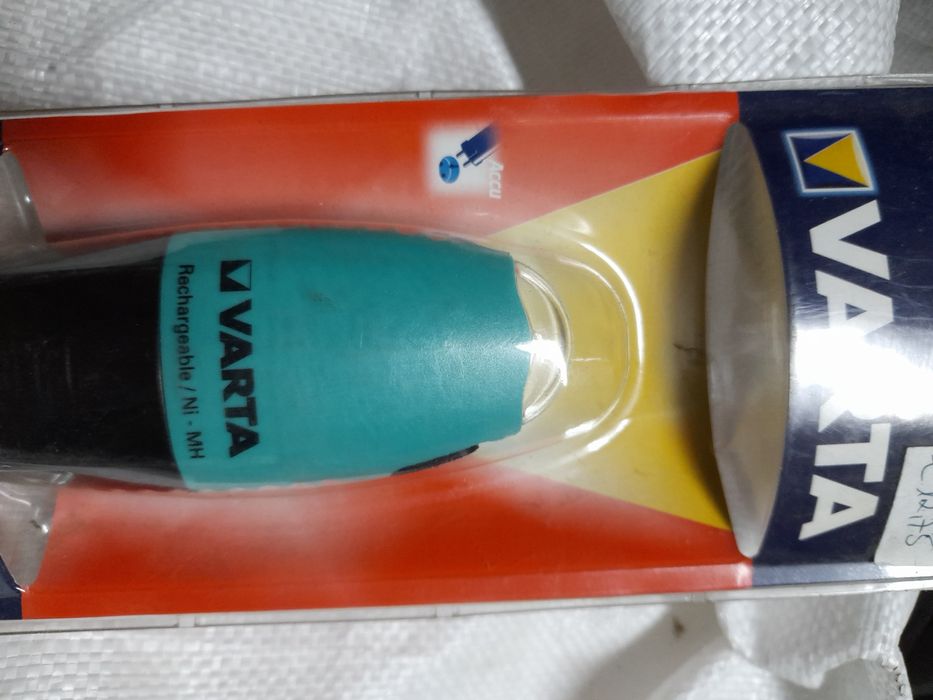 VARTA
Accu
VARTA
Rechargeable / Ni - MH